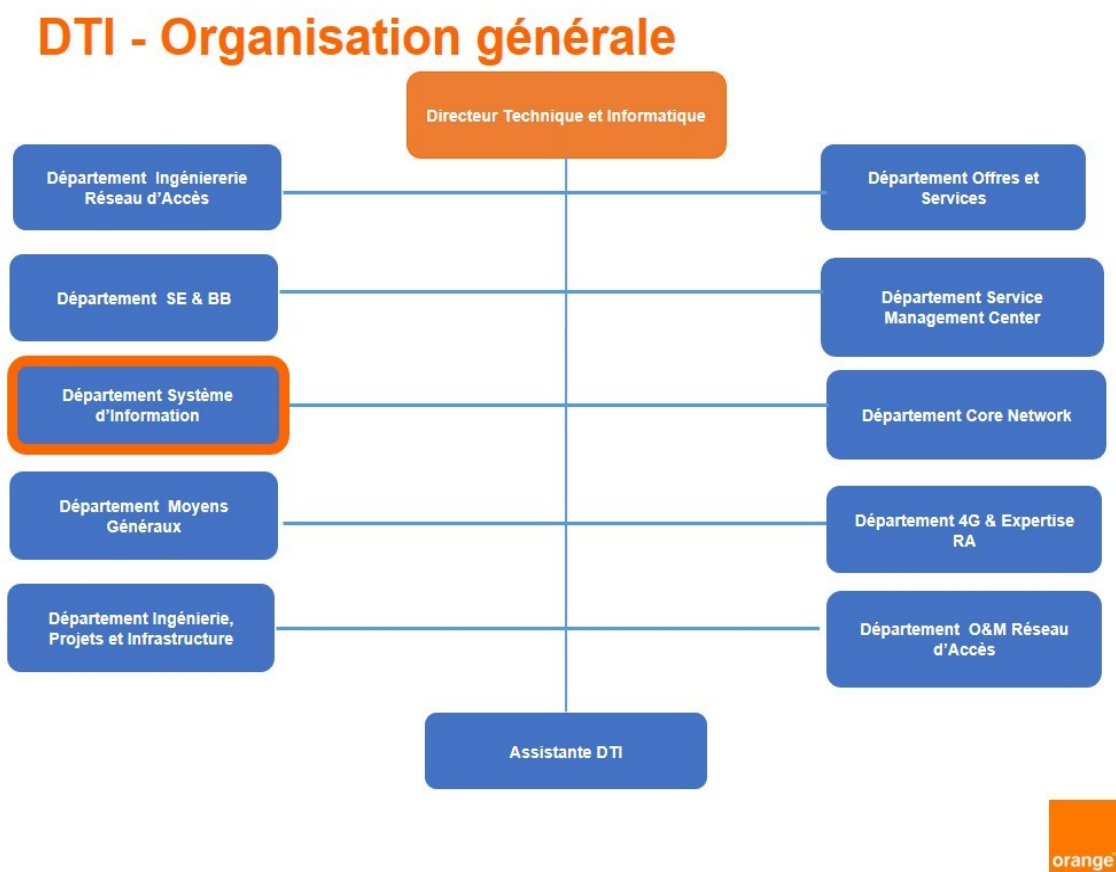 DTI - Organisation générale
Directeur Technique et Informatique
Département Ingéniererie
Réseau d'Accès
Département Offres et
Services
Département SE & BB
Département Service
Management Center
Département Système
d'Information
Département Core Network
Département Moyens
Généraux
Département 4G & Expertise
RA
Département Ingénierie,
Projets et Infrastructure
Département O&M Réseau
d'Accès
Assistante DTI
orange